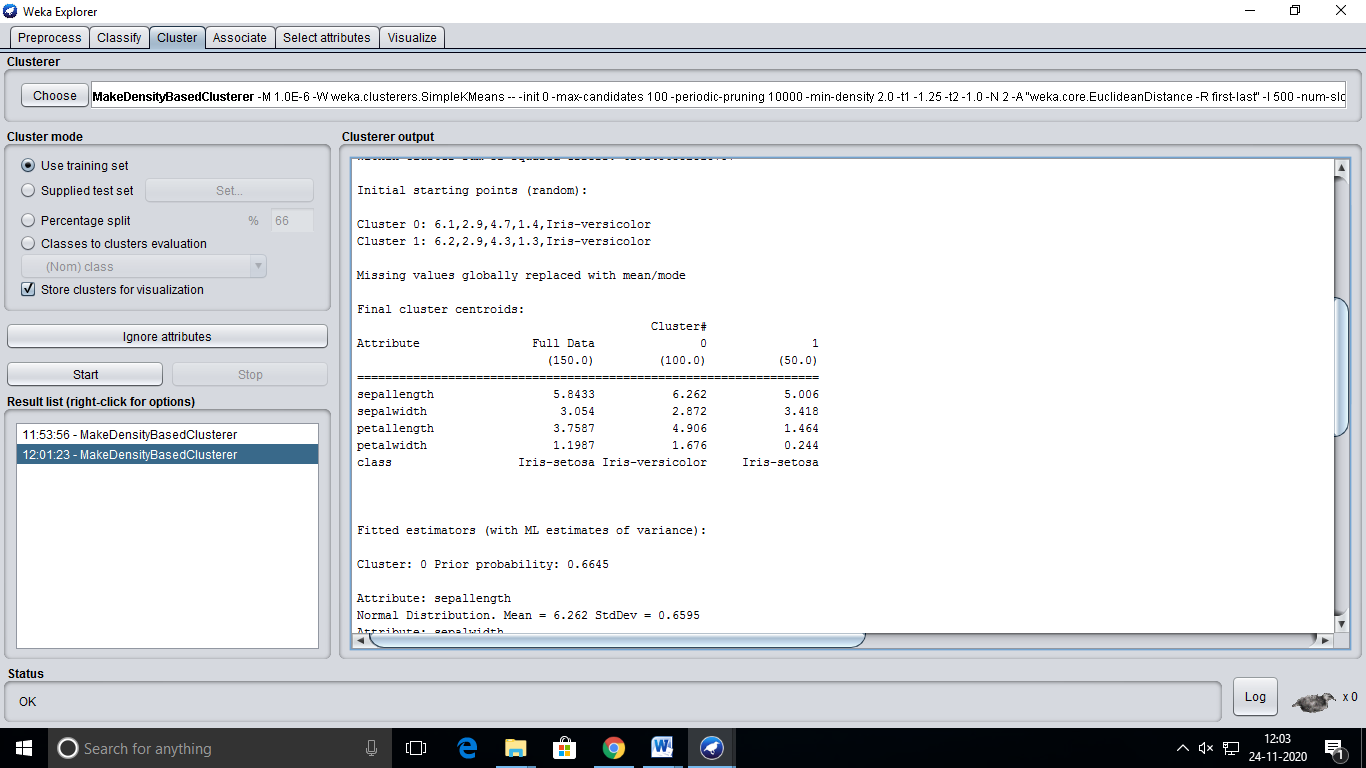 Weka Explorer
Preprocess Classify Cluster Associate Select attributes Visualize
Clusterer
Choose MakeDensityBasedClusterer -M 1.0E-6 -W weka.clusterers.SimpleKMeans -- -init 0 -max-candidates 100 -periodic-pruning 10000 -min-density 2.0 -t1 -1.25 -t2 -1.0 -N 2 -A "weka.core.EuclideanDistance -R first-last" -I 500 -num-slo
Cluster mode
Use training set
Supplied test set Set...
Percentage split % 66
Classes to clusters evaluation
(Nom) class
Store clusters for visualization
Ignore attributes
Start Stop
Result list (right-click for options)
11:53:56 - MakeDensityBasedClusterer
12:01:23 - MakeDensityBasedClusterer
Clusterer output
Initial starting points (random):
Cluster 0: 6.1,2.9,4.7,1.4,Iris-versicolor
Cluster 1: 6.2,2.9,4.3,1.3,Iris-versicolor
Missing values globally replaced with mean/mode
Final cluster centroids:
Cluster#
Attribute Full Data 0 1
(150.0) (100.0) (50.0)
==================================================================
sepallength 5.8433 6.262 5.006
sepalwidth 3.054 2.872 3.418
petallength 3.7587 4.906 1.464
petalwidth 1.1987 1.676 0.244
class Iris-setosa Iris-versicolor Iris-setosa
Fitted estimators (with ML estimates of variance):
Cluster: 0 Prior probability: 0.6645
Attribute: sepallength
Normal Distribution. Mean = 6.262 StdDev = 0.6595
Attribute: sepalwidth
Status
OK
Log
x 0
Search for anything
12:03
24-11-2020
1